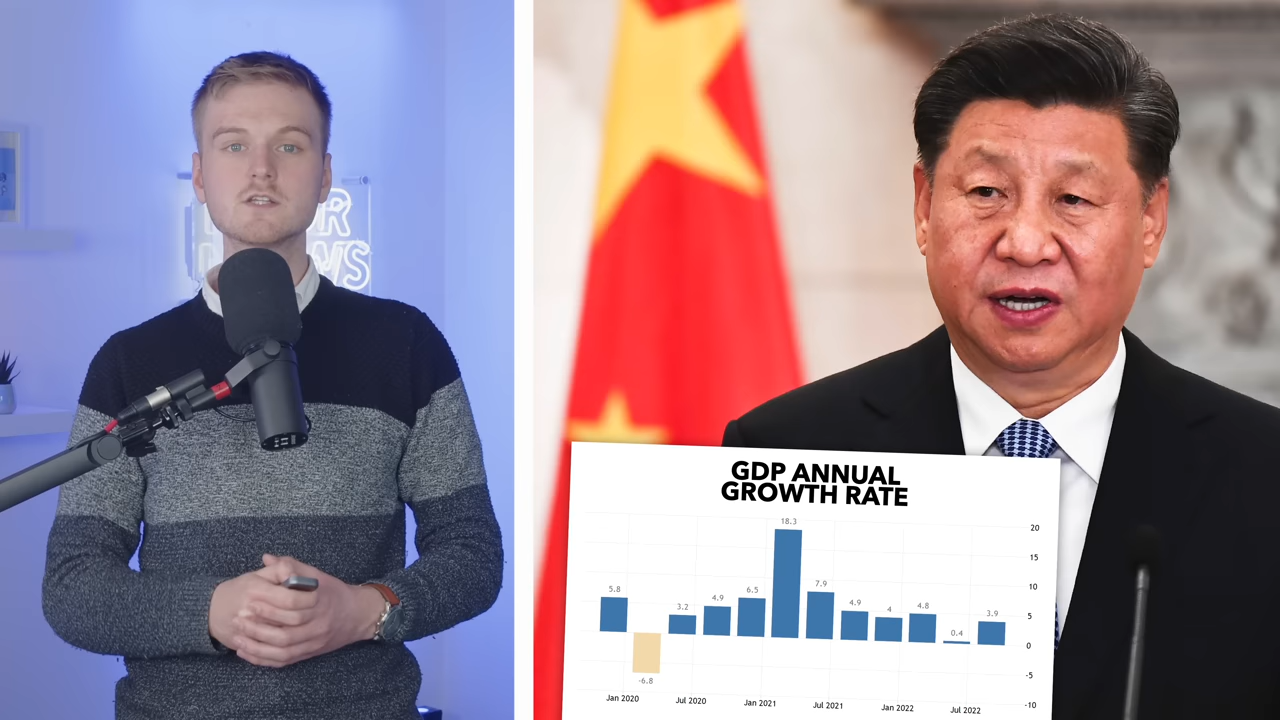 R
WS
GDP ANNUAL
GROWTH RATE
18.3
20
15
10
5
0
-5
-10
5.8
-6.8
3.2
4.9
6.5
7.9
4.9
4
4.8
0.4
3.9
Jan 2020
Jul 2020
Jan 2021
Jul 2021
Jan 2022
Jul 2022